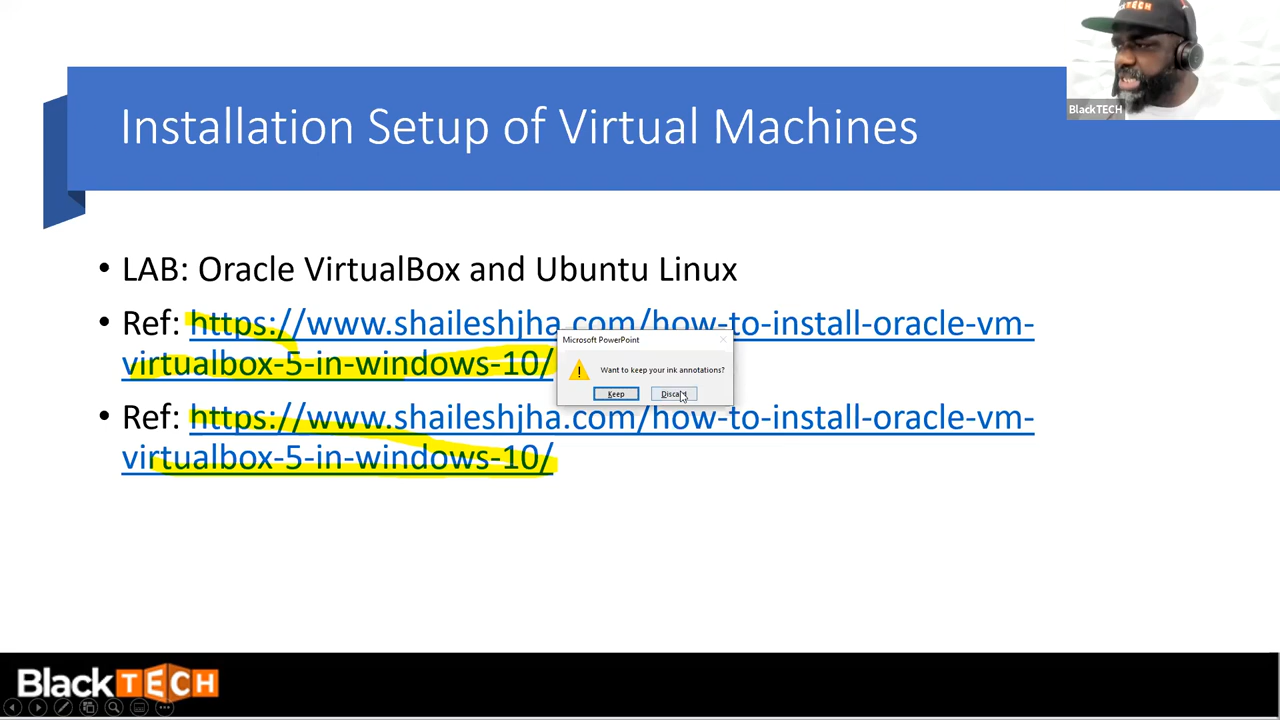 TECH
BlackTECH
Installation Setup of Virtual Machines
• LAB: Oracle VirtualBox and Ubuntu Linux
• Ref: https://www.shaileshjha.com/how-to-install-oracle-vm-
virtualbox-5-in-windows-10/
Microsoft PowerPoint
Want to keep your ink annotations?
Keep
Discard
• Ref: https://www.shaileshjha.com/how-to-install-oracle-vm-
virtualbox-5-in-windows-10/
BlackTECH